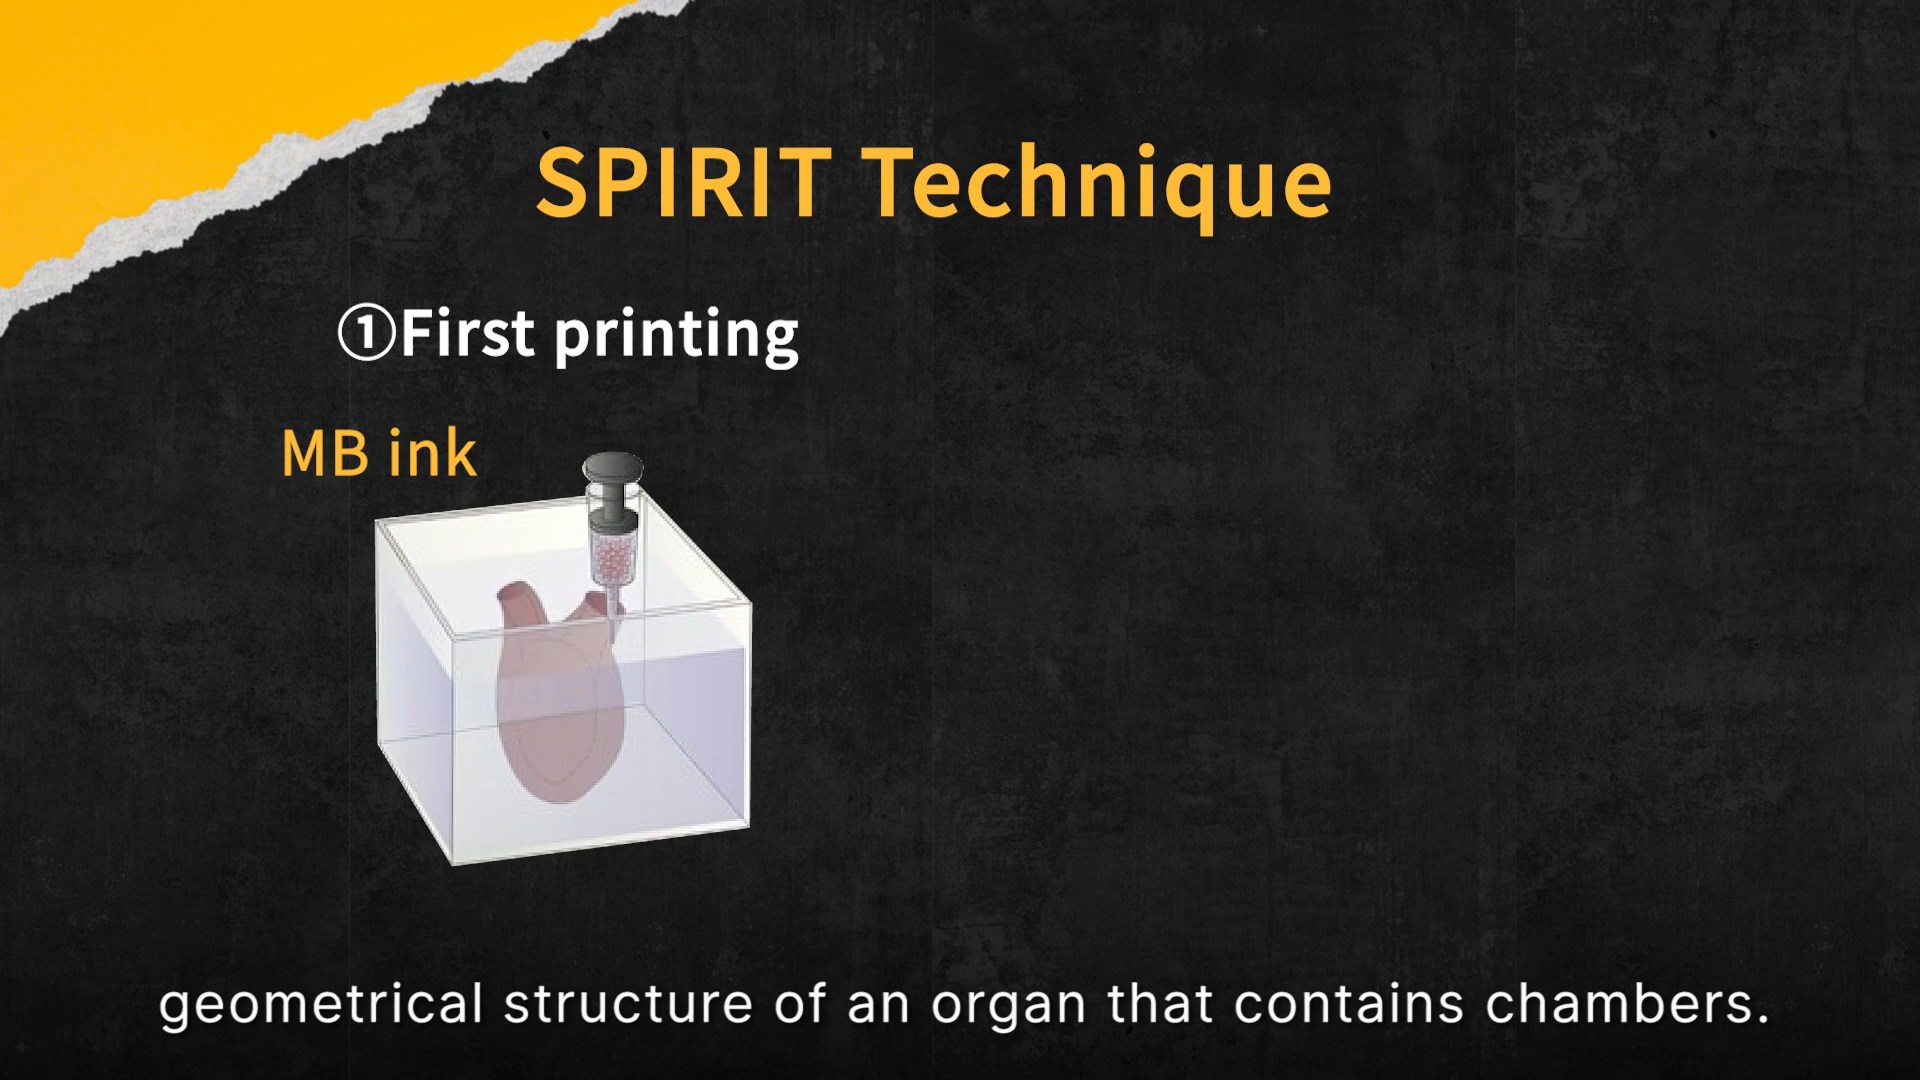 SPIRIT Technique
①First printing
MB ink
geometrical structure of an organ that contains chambers.